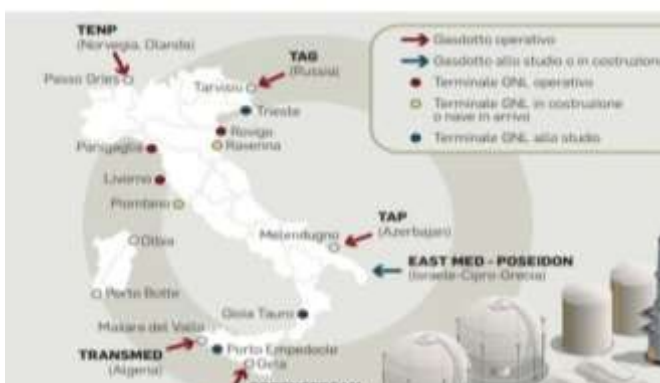 TENP
(Norvegia, Olanda)
Passo Gries
TAG
(Russia)
Tarvisio
Trieste
Rovigo
Ravenna
Panigaglia
Livorno
Piombino
Olbia
Porto Botte
Melendugno
TAP
(Azerbaijan)
EAST MED - POSEIDON
(Israele-Cipro-Grecia)
Gioia Tauro
Mazara del Vallo
TRANSMED
(Algeria)
Porto Empedocle
Gela
Gasdotto operativo
Gasdotto allo studio o in costruzione
Terminale GNL operativo
Terminale GNL in costruzione
o nave in arrivo
Terminale GNL allo studio